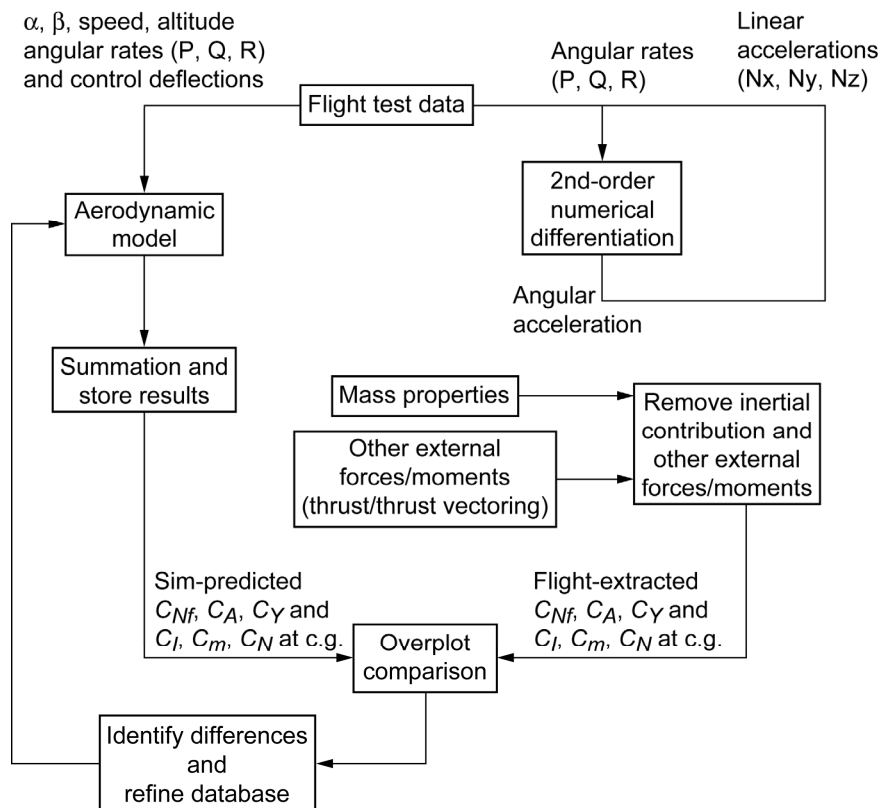 α, β, speed, altitude
angular rates (P, Q, R)
and control deflections
Angular rates
(P, Q, R)
Linear
accelerations
(Nx, Ny, Nz)
Flight test data
Aerodynamic
model
2nd-order
numerical
differentiation
Angular
acceleration
Summation and
store results
Mass properties
Other external
forces/moments
(thrust/thrust vectoring)
Remove inertial
contribution and
other external
forces/moments
Sim-predicted
C_Nf, C_A, C_Y and
C_l, C_m, C_N at c.g.
Flight-extracted
C_Nf, C_A, C_Y and
C_l, C_m, C_N at c.g.
Overplot
comparison
Identify differences
and
refine database